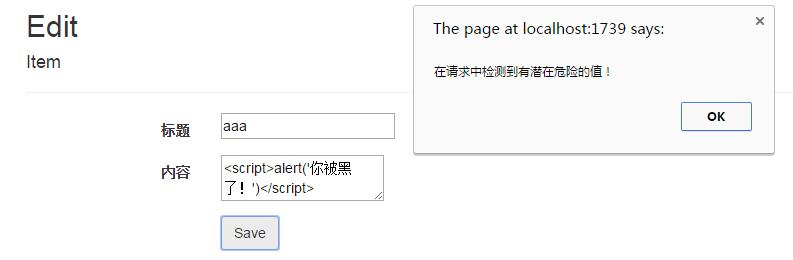 Edit
Item
标题
aaa
内容
<script>alert('你被黑
了！')</script>
Save
The page at localhost:1739 says:
在请求中检测到有潜在危险的值！
OK